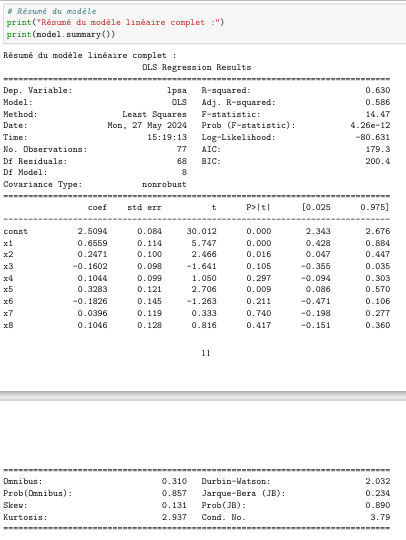 # Résumé du modèle
print("Résumé du modèle linéaire complet :")
print(model.summary())
Résumé du modèle linéaire complet :
OLS Regression Results
==============================================================================
Dep. Variable: lpsa R-squared: 0.630
Model: OLS Adj. R-squared: 0.586
Method: Least Squares F-statistic: 14.47
Date: Mon, 27 May 2024 Prob (F-statistic): 4.26e-12
Time: 15:19:13 Log-Likelihood: -80.631
No. Observations: 77 AIC: 179.3
Df Residuals: 68 BIC: 200.4
Df Model: 8
Covariance Type: nonrobust
==============================================================================
coef std err t P>|t| [0.025 0.975]
------------------------------------------------------------------------------
const 2.5094 0.084 30.012 0.000 2.343 2.676
x1 0.6559 0.114 5.747 0.000 0.428 0.884
x2 0.2471 0.100 2.466 0.016 0.047 0.447
x3 -0.1602 0.098 -1.641 0.105 -0.355 0.035
x4 0.1044 0.099 1.050 0.297 -0.094 0.303
x5 0.3283 0.121 2.706 0.009 0.086 0.570
x6 -0.1826 0.145 -1.263 0.211 -0.471 0.106
x7 0.0396 0.119 0.333 0.740 -0.198 0.277
x8 0.1046 0.128 0.816 0.417 -0.151 0.360
11
==============================================================================
Omnibus: 0.310 Durbin-Watson: 2.032
Prob(Omnibus): 0.857 Jarque-Bera (JB): 0.234
Skew: 0.131 Prob(JB): 0.890
Kurtosis: 2.937 Cond. No. 3.79
==============================================================================